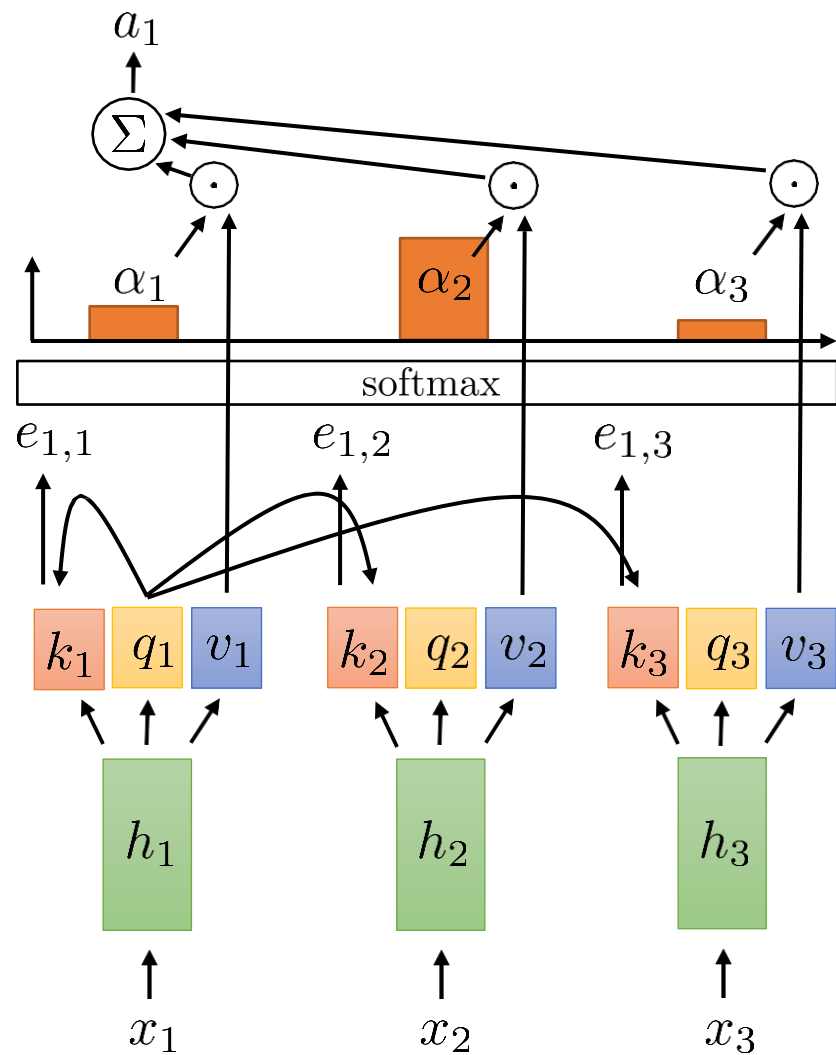 a₁
Σ
· · ·
α₁ α₂ α₃
softmax
e₁,₁ e₁,₂ e₁,₃
k₁ q₁ v₁ k₂ q₂ v₂ k₃ q₃ v₃
h₁ h₂ h₃
x₁ x₂ x₃